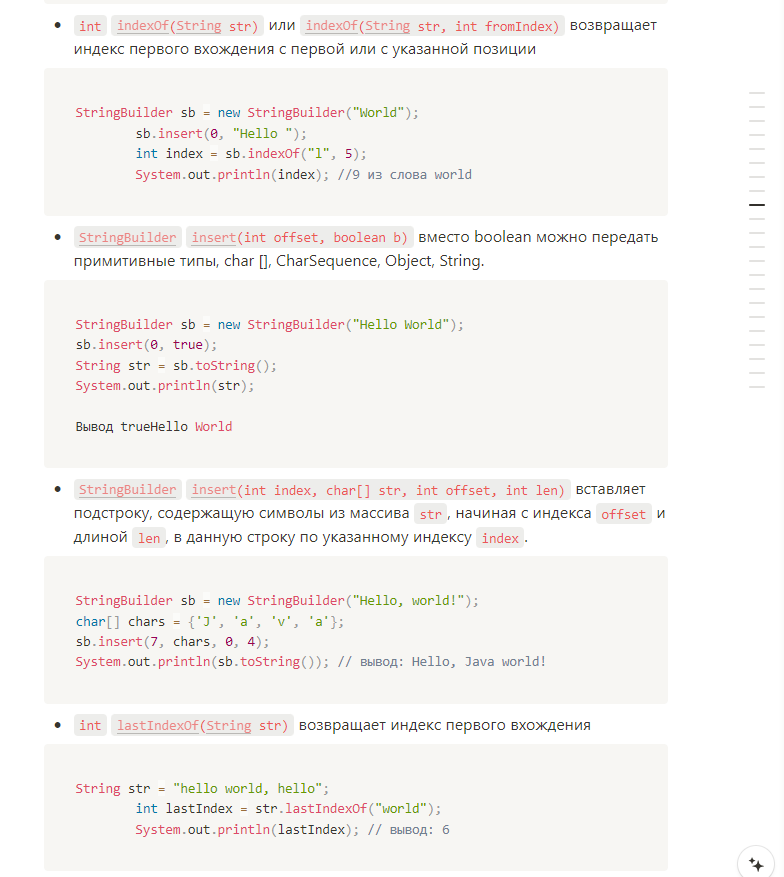 • int indexOf(String str) или indexOf(String str, int fromIndex) возвращает
индекс первого вхождения с первой или с указанной позиции
StringBuilder sb = new StringBuilder("World");
sb.insert(0, "Hello ");
int index = sb.indexOf("l", 5);
System.out.println(index); //9 из слова world
• StringBuilder insert(int offset, boolean b) вместо boolean можно передать
примитивные типы, char [], CharSequence, Object, String.
StringBuilder sb = new StringBuilder("Hello World");
sb.insert(0, true);
String str = sb.toString();
System.out.println(str);
Вывод trueHello World
• StringBuilder insert(int index, char[] str, int offset, int len) вставляет
подстроку, содержащую символы из массива str, начиная с индекса offset и
длиной len, в данную строку по указанному индексу index.
StringBuilder sb = new StringBuilder("Hello, world!");
char[] chars = {'J', 'a', 'v', 'a'};
sb.insert(7, chars, 0, 4);
System.out.println(sb.toString()); // вывод: Hello, Java world!
• int lastIndexOf(String str) возвращает индекс первого вхождения
String str = "hello world, hello";
int lastIndex = str.lastIndexOf("world");
System.out.println(lastIndex); // вывод: 6